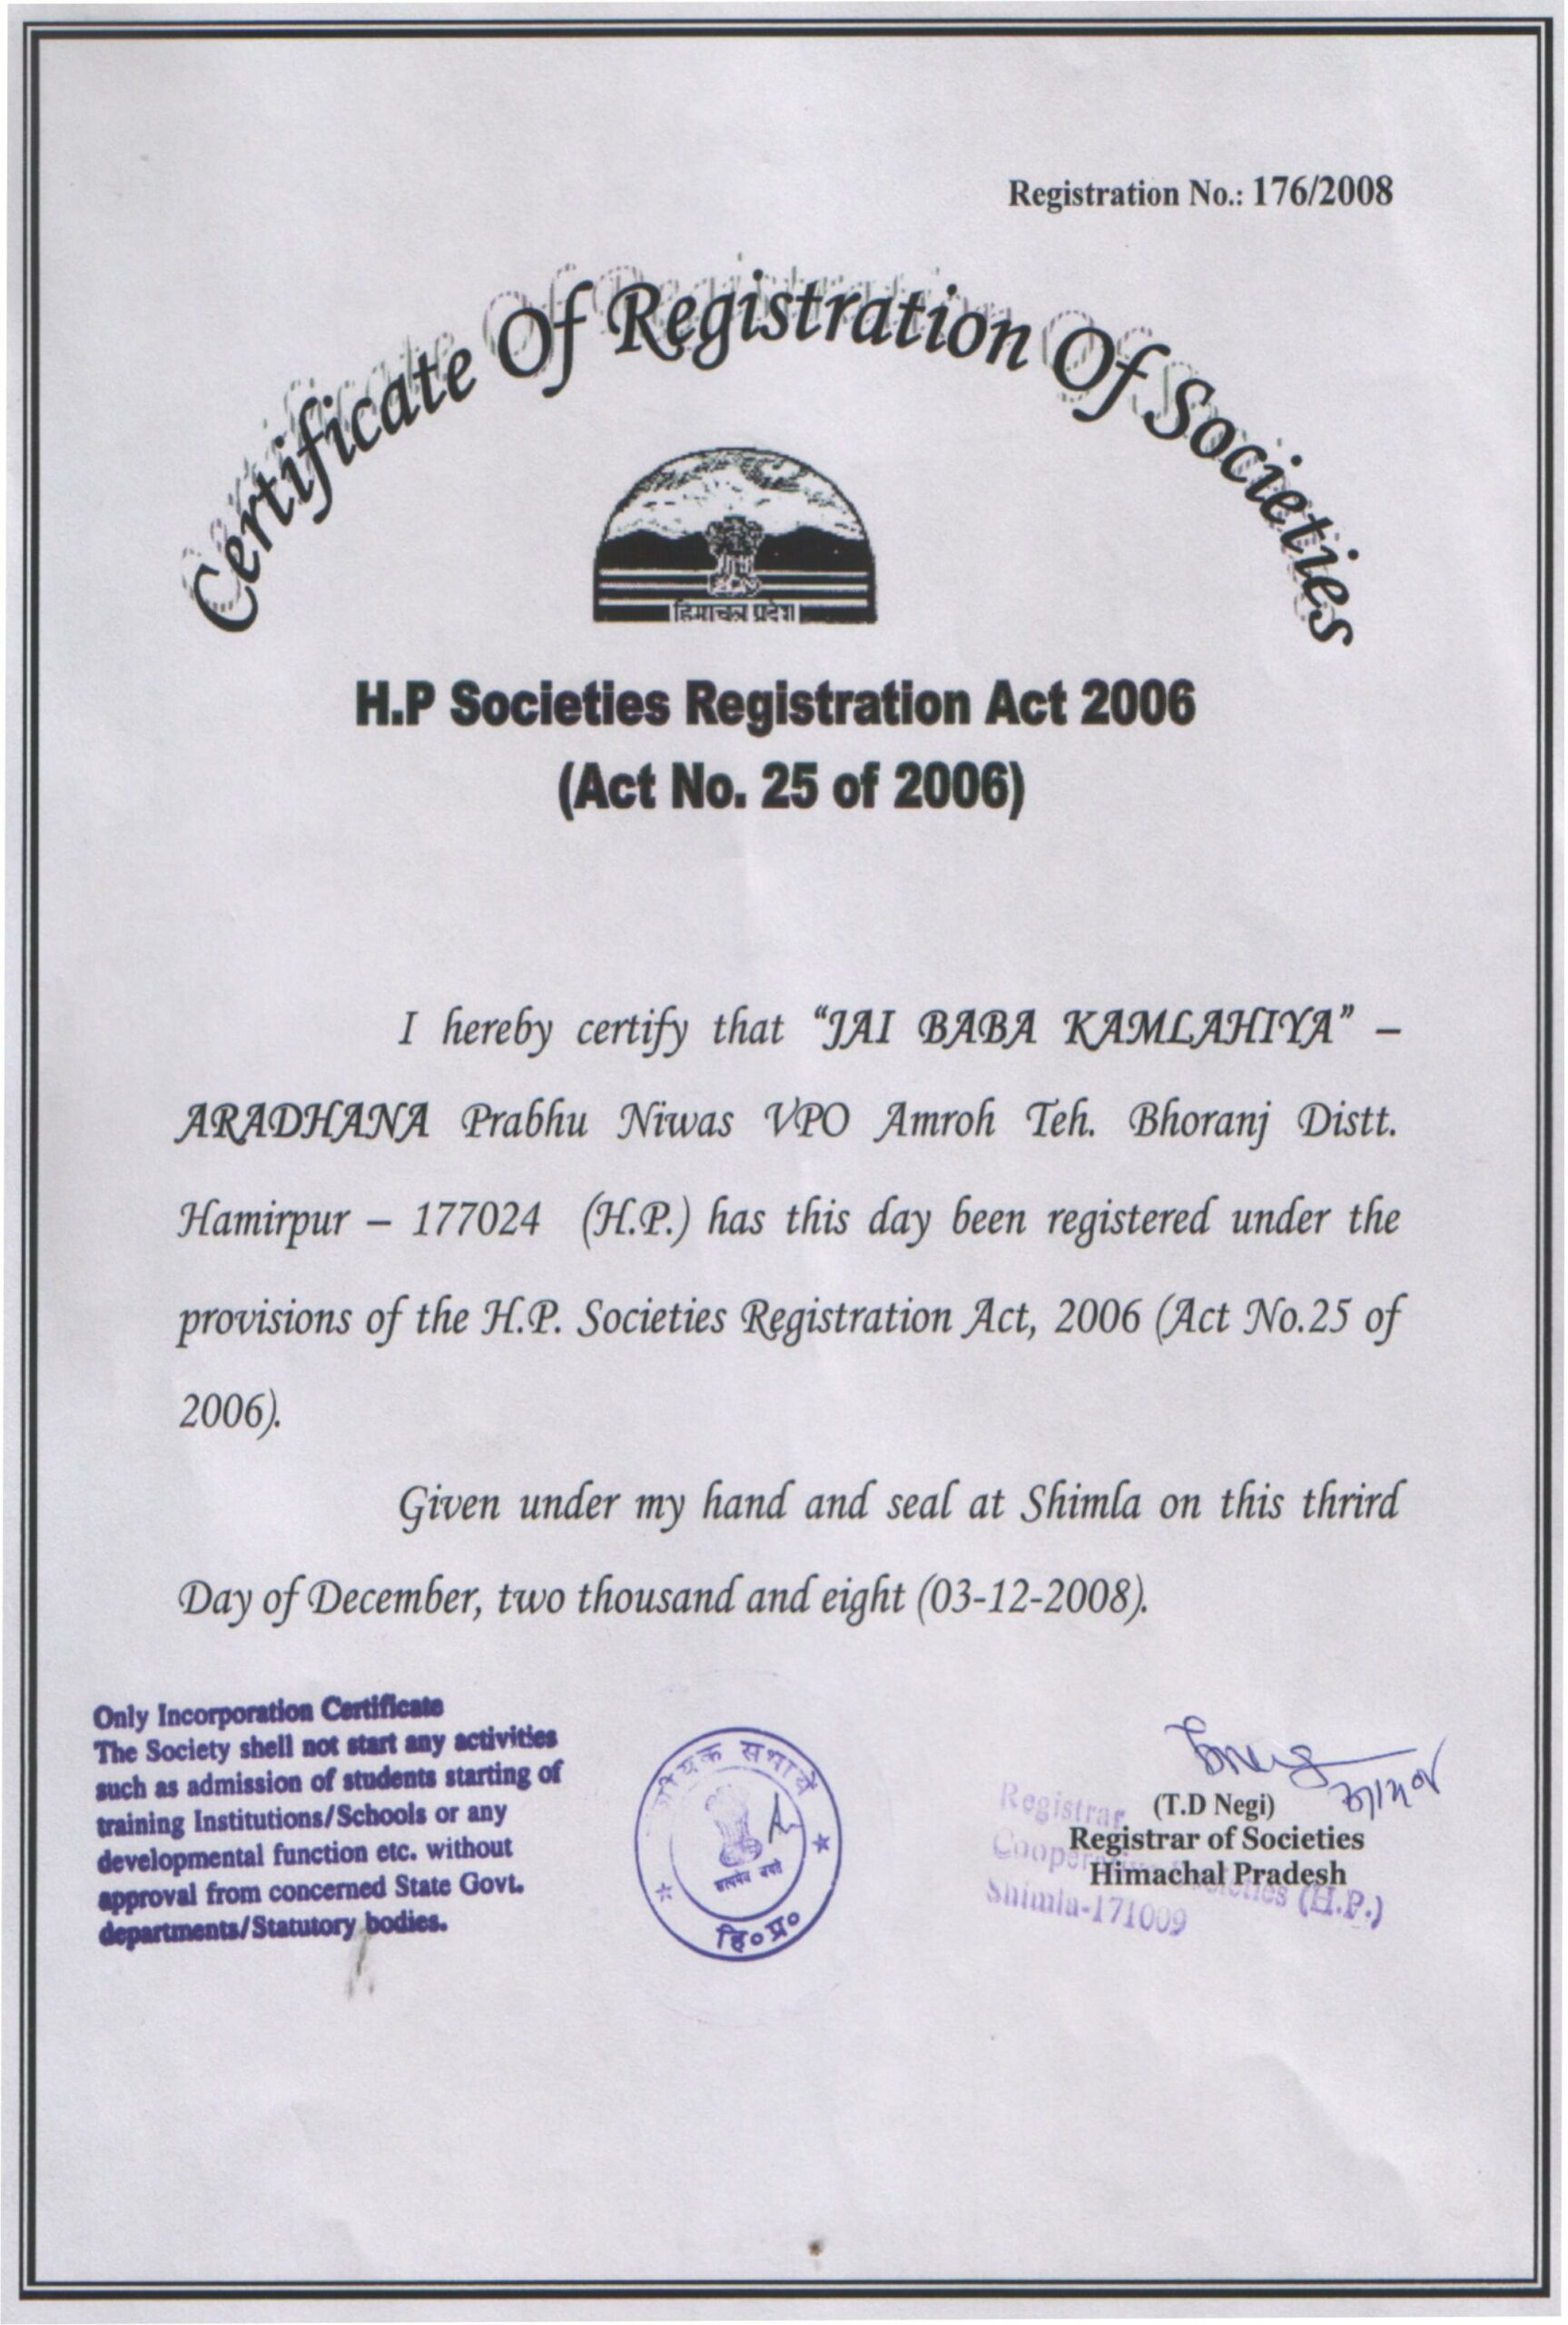 Registration No.: 176/2008
Certificate Of Registration Of Societies
हिमाचल प्रदेश
H.P Societies Registration Act 2006
(Act No. 25 of 2006)
I hereby certify that “JAI BABA KAMLAHIYA” –
ARADHANA Prabhu Niwas VPO Amroh Teh. Bhoranj Distt.
Hamirpur – 177024 (H.P.) has this day been registered under the
provisions of the H.P. Societies Registration Act, 2006 (Act No.25 of
2006).
Given under my hand and seal at Shimla on this thrird
Day of December, two thousand and eight (03-12-2008).
Only Incorporation Certificate
The Society shell not start any activities
such as admission of students starting of
training Institutions/Schools or any
developmental function etc. without
approval from concerned State Govt.
departments/Statutory bodies.
सभायें
सत्यमेव जयते
हि०प्र०
(T.D Negi)
Registrar of Societies
Himachal Pradesh
Registrar
Societies (H.P.)
Shimla-171009